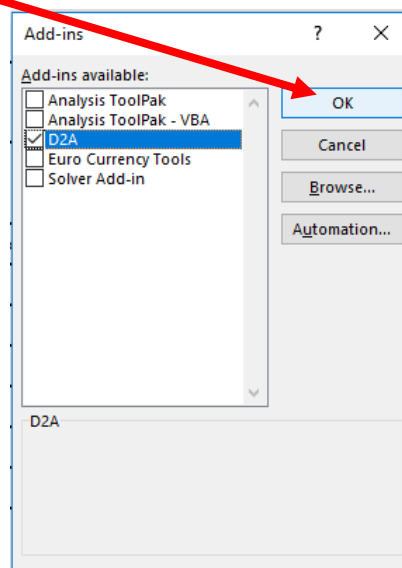 Add-ins ? ×
Add-ins available:
Analysis ToolPak
Analysis ToolPak - VBA
D2A
Euro Currency Tools
Solver Add-in
OK
Cancel
Browse...
Automation...
D2A